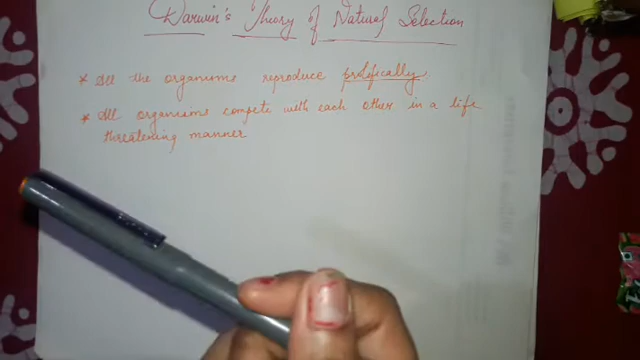 Darwin's Theory of Natural Selection
* All the organisms reproduce prolifically.
* All organisms compete with each other in a life
threatening manner